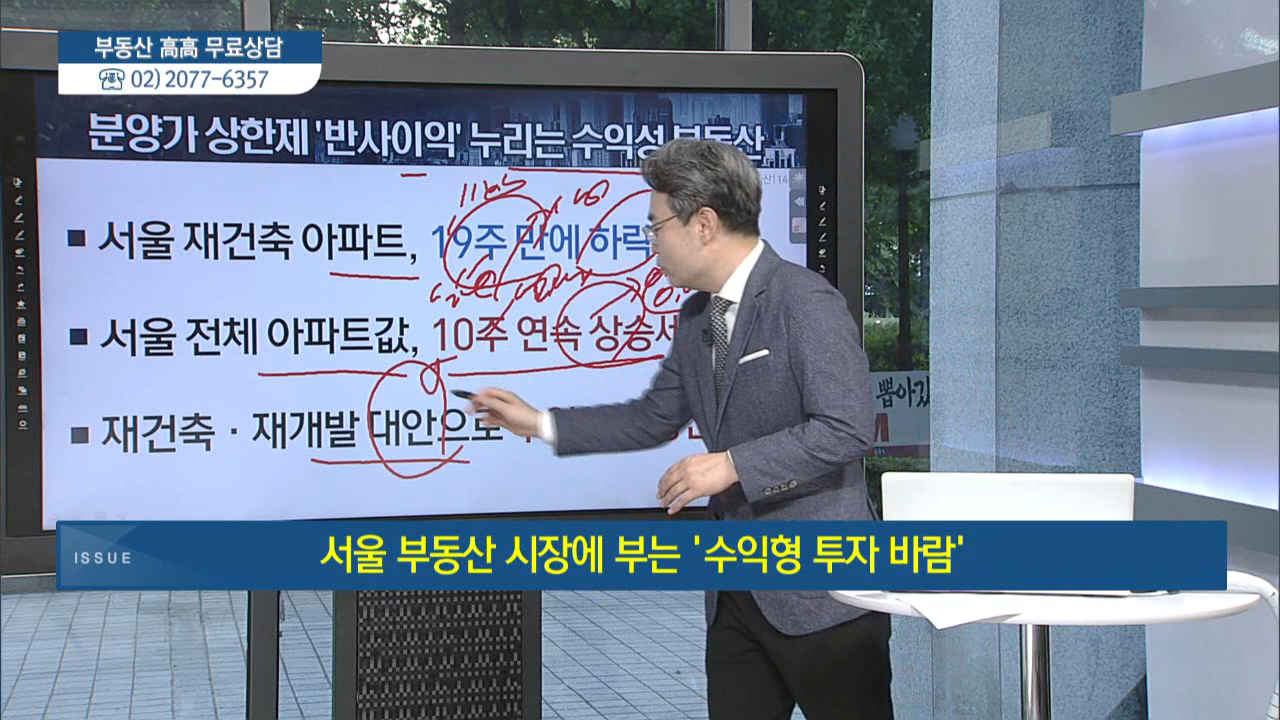 부동산 高高 무료상담
☏ 02) 2077-6357
분양가 상한제 '반사이익' 누리는 수익성 부동산
■ 서울 재건축 아파트, 19주 만에 하락
■ 서울 전체 아파트값, 10주 연속 상승세
■ 재건축 · 재개발 대안으로
뽑아
ISSUE
서울 부동산 시장에 부는 '수익형 투자 바람'